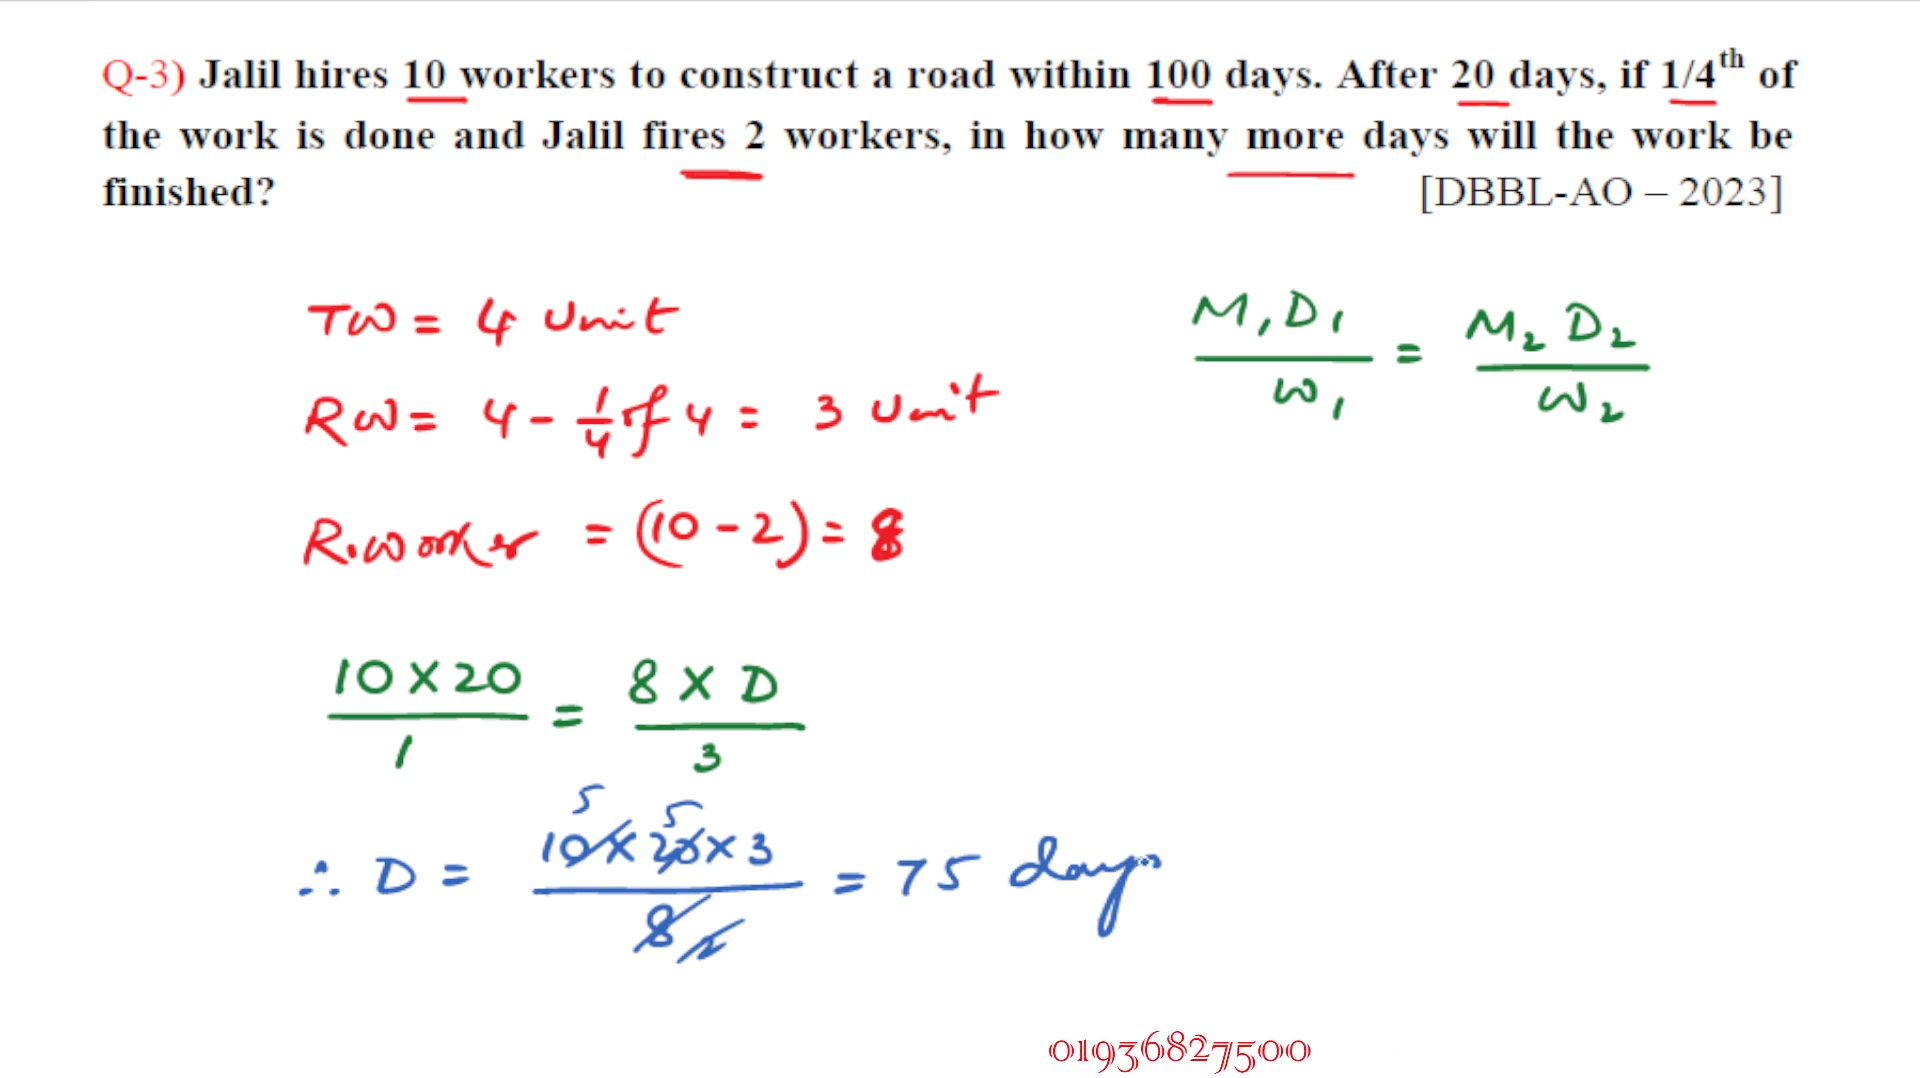 Q-3) Jalil hires 10 workers to construct a road within 100 days. After 20 days, if 1/4th of
the work is done and Jalil fires 2 workers, in how many more days will the work be
finished? [DBBL-AO – 2023]
TW = 4 Unit
M1D1/W1 = M2D2/W2
RW = 4 - 1/4 of 4 = 3 Unit
R.worker = (10 - 2) = 8
10 × 20/1 = 8 × D/3
5 5
∴ D = 10 × 20 × 3/8 2 = 75 days
01936827500